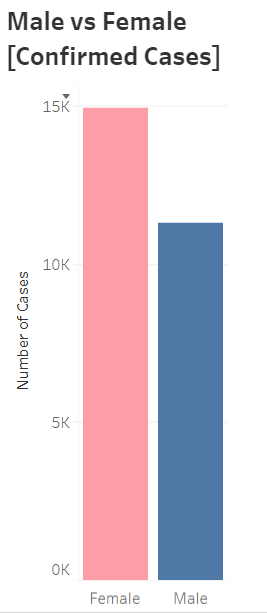 Male vs Female
[Confirmed Cases]
15K
10K
5K
0K
Number of Cases
Female
Male